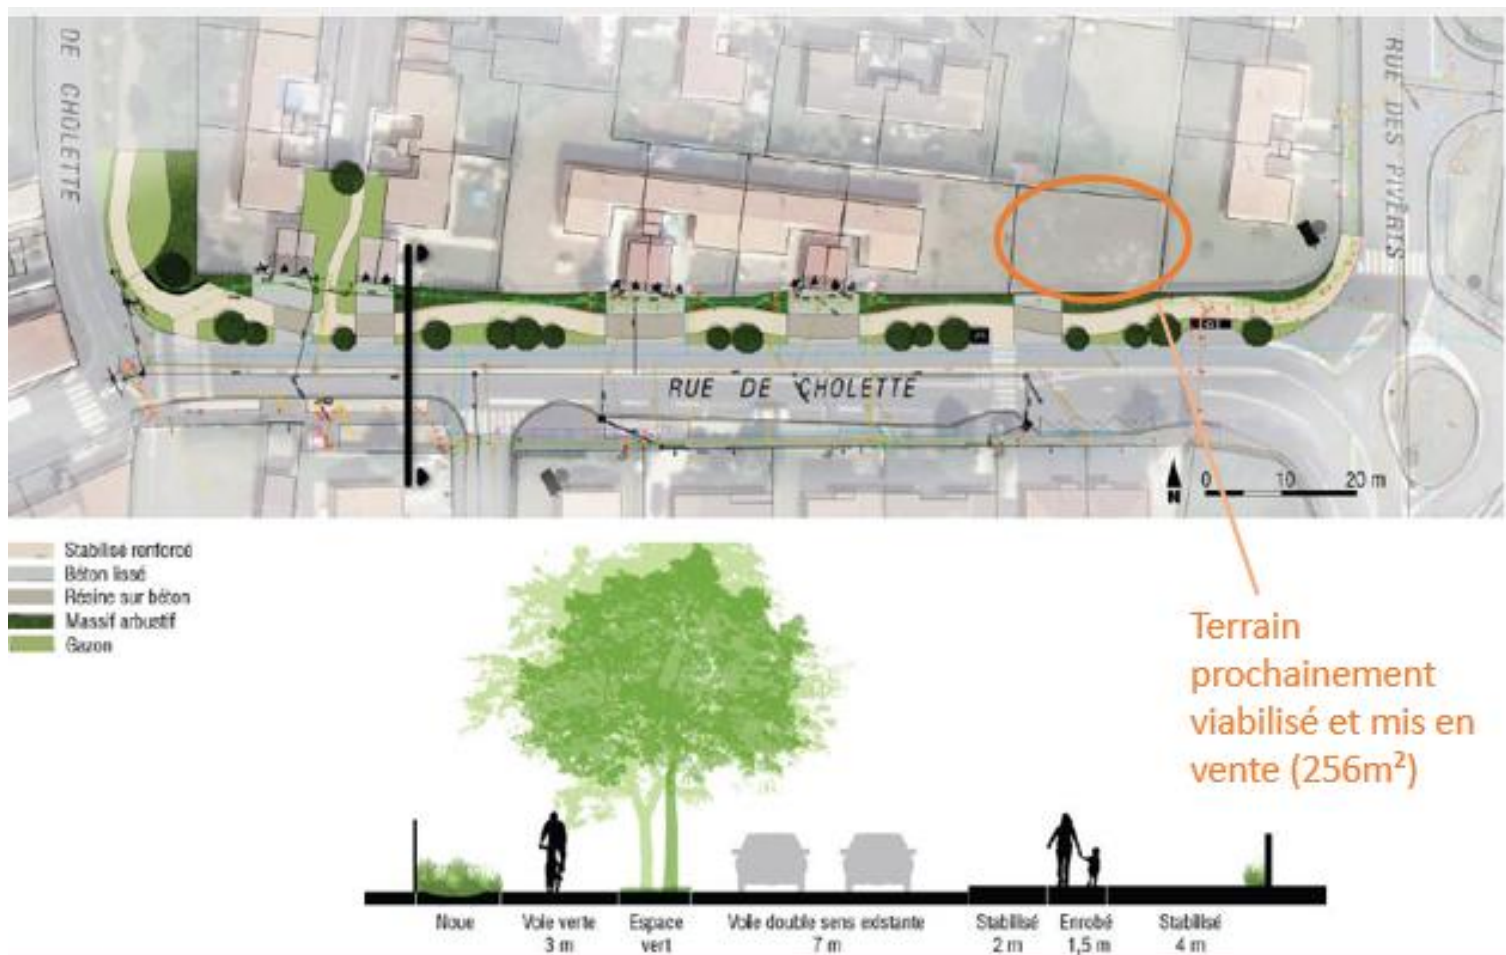 DE CHOLETTE
RUE DES PIVERTS
RUE DE CHOLETTE
N
0 10 20 m
Stabilisé renforcé
Béton lissé
Résine sur béton
Massif arbustif
Gazon
Terrain
prochainement
viabilisé et mis en
vente (256m²)
Noue
Voie verte
3 m
Espace
vert
Voile double sens existante
7 m
Stabilisé
2 m
Enrobé
1,5 m
Stabilisé
4 m